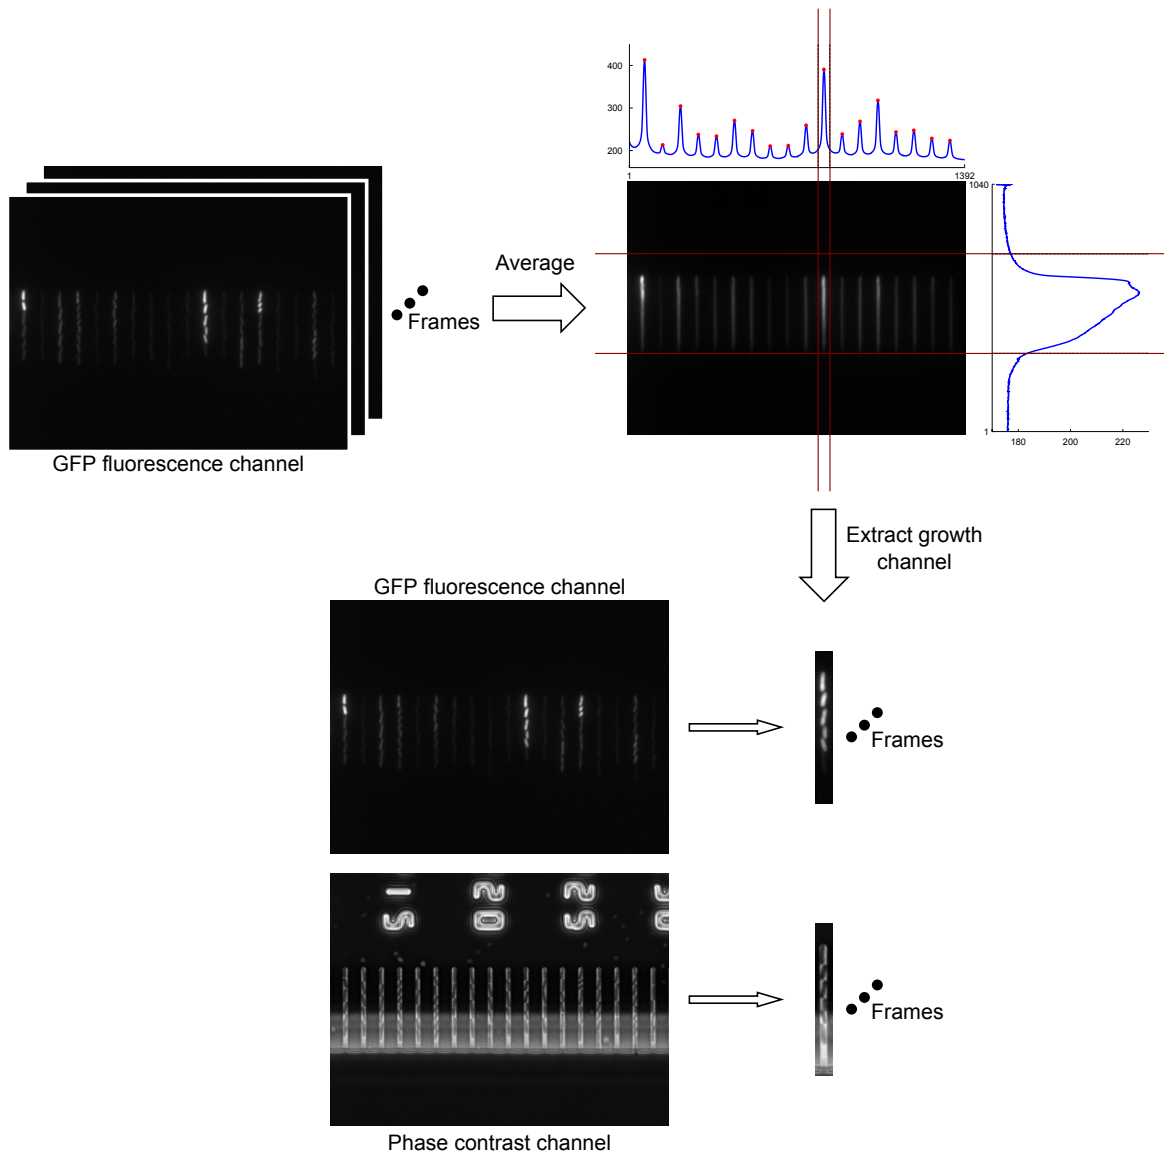 400
300
200
1
1392
1040
1
180
200
220
Average
Frames
GFP fluorescence channel
Extract growth
channel
GFP fluorescence channel
Frames
Frames
Phase contrast channel